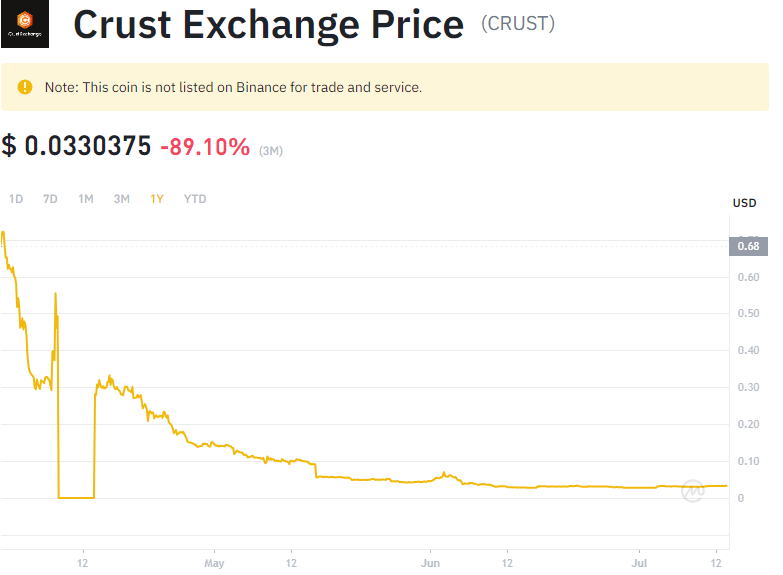 Crust Exchange
Crust Exchange Price (CRUST)
Note: This coin is not listed on Binance for trade and service.
$ 0.0330375 -89.10% (3M)
1D 7D 1M 3M 1Y YTD
USD
0.68
0.60
0.50
0.40
0.30
0.20
0.10
0
12 May 12 Jun 12 Jul 12